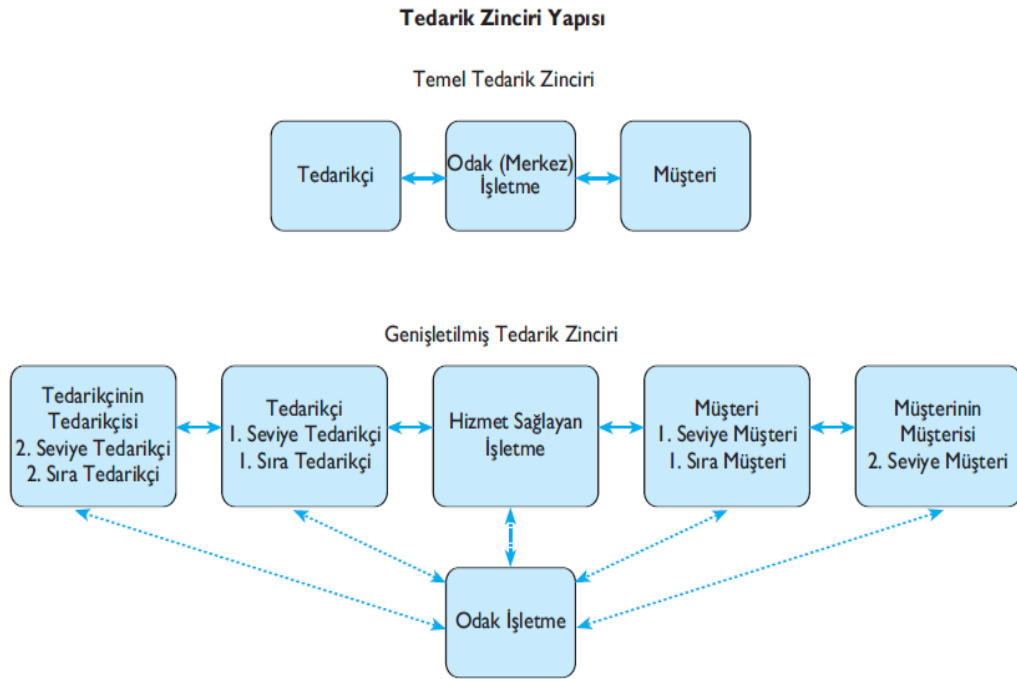 Tedarik Zinciri Yapısı
Temel Tedarik Zinciri
Tedarikçi
Odak (Merkez)
İşletme
Müşteri
Genişletilmiş Tedarik Zinciri
Tedarikçinin
Tedarikçisi
2. Seviye Tedarikçi
2. Sıra Tedarikçi
Tedarikçi
1. Seviye Tedarikçi
1. Sıra Tedarikçi
Hizmet Sağlayan
İşletme
Müşteri
1. Seviye Müşteri
1. Sıra Müşteri
Müşterinin
Müşterisi
2. Seviye Müşteri
Odak İşletme